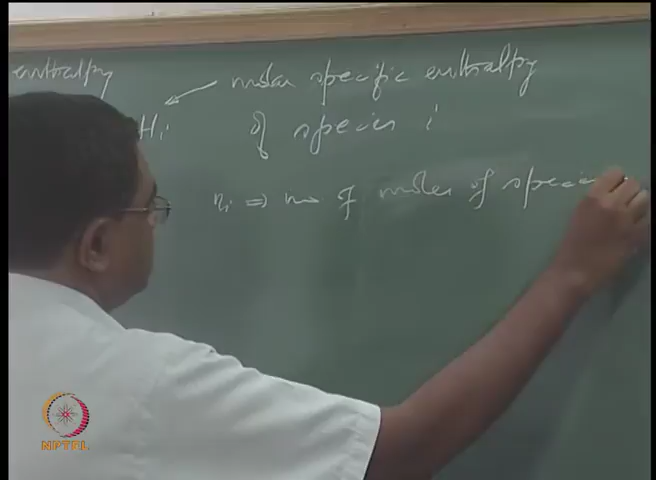 enthalpy
Hi molar specific enthalpy
of species i
ni ⇒ no of moles of species
NPTEL